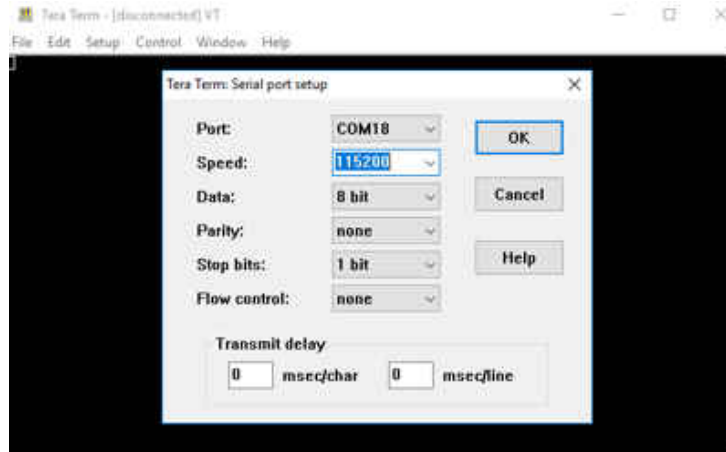 Tera Term - [disconnected] VT
File Edit Setup Control Window Help
Tera Term: Serial port setup
Port: COM18
OK
Speed: 115200
Data: 8 bit
Cancel
Parity: none
Stop bits: 1 bit
Help
Flow control: none
Transmit delay
0 msec/char 0 msec/line